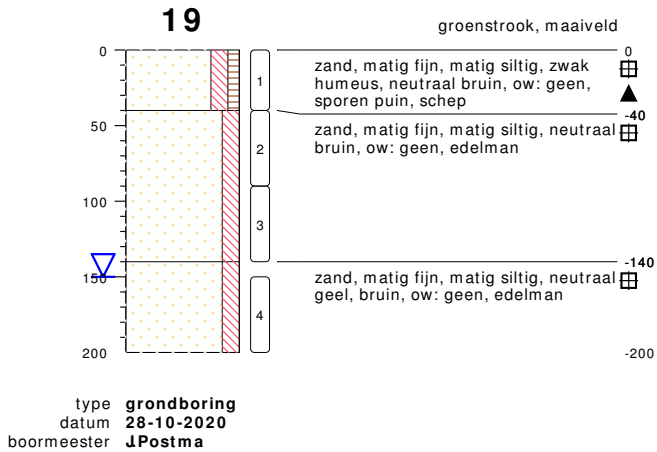 19
groenstrook, maaiveld
0
0
zand, matig fijn, matig siltig, zwak
humeus, neutraal bruin, ow: geen,
sporen puin, schep
1
-40
50
zand, matig fijn, matig siltig, neutraal
bruin, ow: geen, edelman
2
100
3
-140
150
zand, matig fijn, matig siltig, neutraal
geel, bruin, ow: geen, edelman
4
200
-200
type grondboring
datum 28-10-2020
boormeester J.Postma